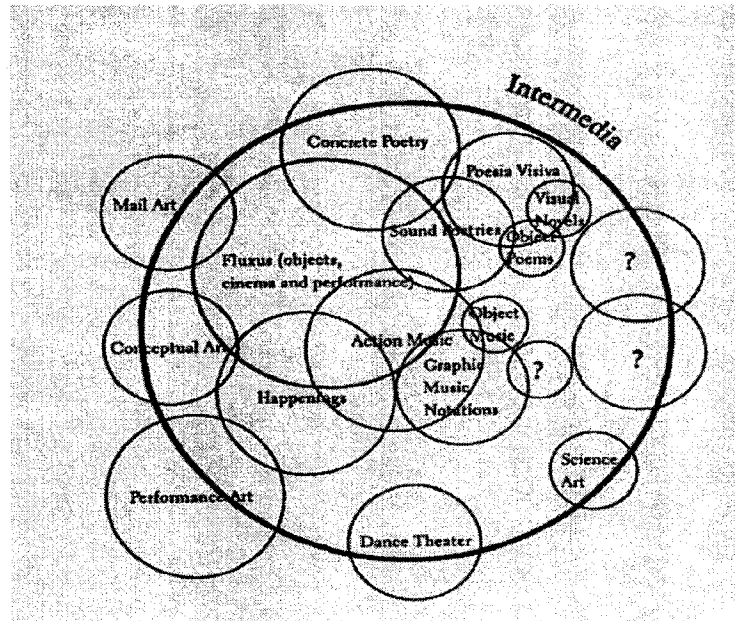 Intermedia
Concrete Poetry
Poesia Visiva
Mail Art
Visual
Novels
Sound Poetries
Object
Poems
Fluxus (objects,
cinema and performance)
?
Object
Music
Conceptual Art
Action Music
?
Graphic
Music
Notations
?
Happenings
Science
Art
Performance Art
Dance Theater